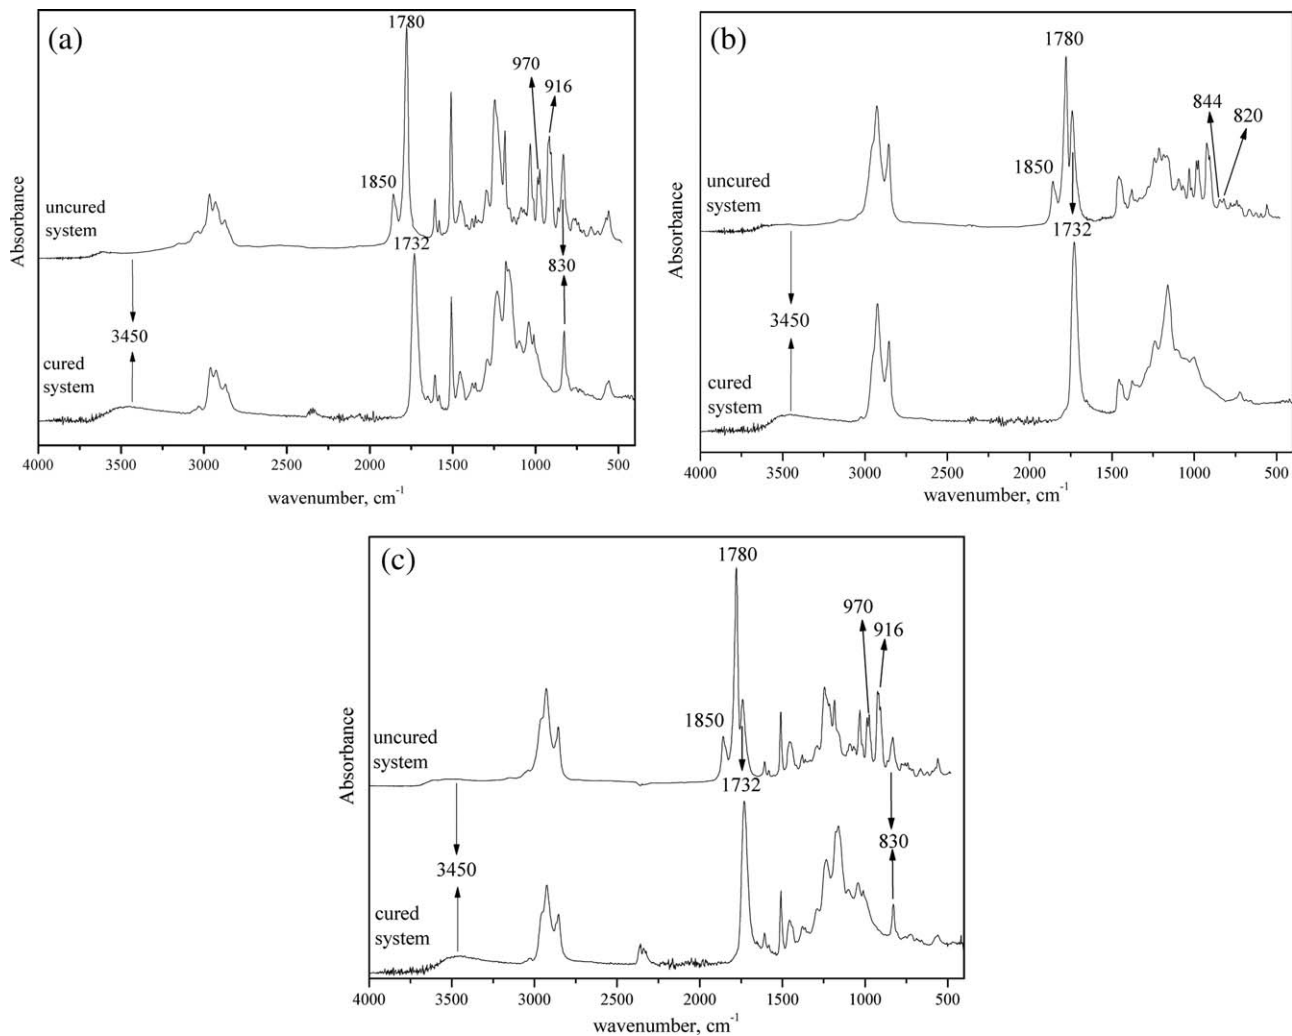 (a)
1780
970
916
1850
uncured
system
1732
830
3450
cured
system
Absorbance
4000 3500 3000 2500 2000 1500 1000 500
wavenumber, cm⁻¹
(b)
1780
844
820
1850
uncured
system
1732
3450
cured
system
Absorbance
4000 3500 3000 2500 2000 1500 1000 500
wavenumber, cm⁻¹
(c)
1780
970
916
1850
uncured
system
1732
830
3450
cured
system
Absorbance
4000 3500 3000 2500 2000 1500 1000 500
wavenumber, cm⁻¹